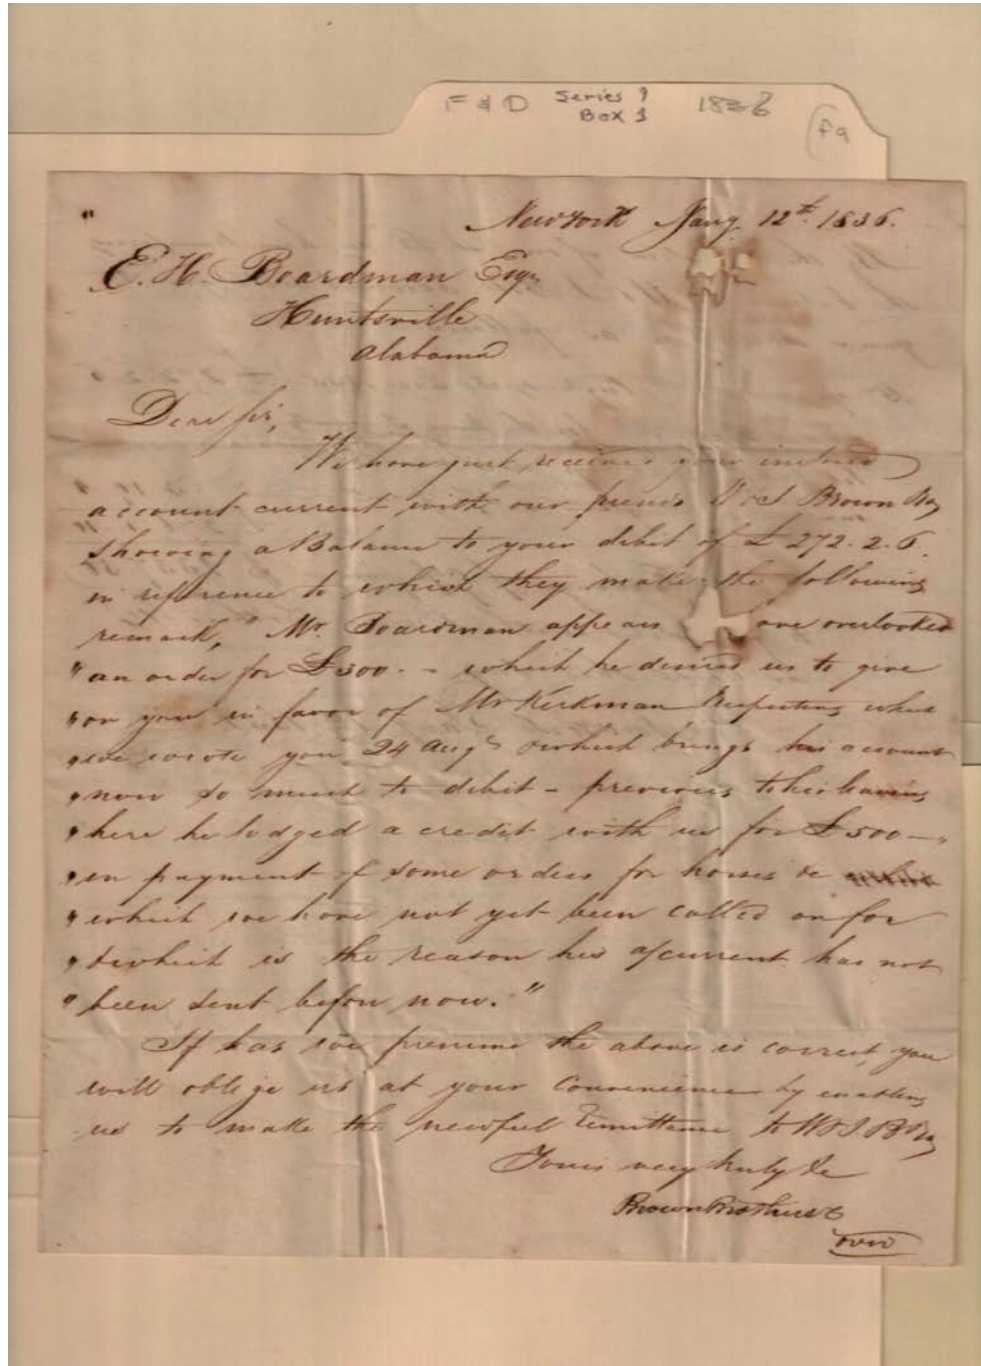 F & D Series 9 1836
Box 1
F9
" New York Jany 12th. 1836.
E. H. Boardman Esqr
Huntsville
Alabama
Dear Sir,
We have just received your
account current with our friends W & J Brown & Co
showing a Balance to your debit of £ 272. 2. 6.
in reference to which they make the following
remark, " Mr. Boardman appears ave overlooked
" an order for £300. - which he desired us to give
" on you in favor of Mr Kirkman respecting which
" we wrote you 24 Augt which brings his account
" now so much to debit - previous to his leaving
" here he lodged a credit with us for £500 -
" in payment of some orders for horses &c
" which we have not yet been called on for
" & which is the reason his a/current has not
" been sent before now. "
If as we presume the above is correct, you
will oblige us at your convenience by enabling
us to make the needful remittance to W & J B & Co
Yours very truly &c
Brown Brothers & Co
over